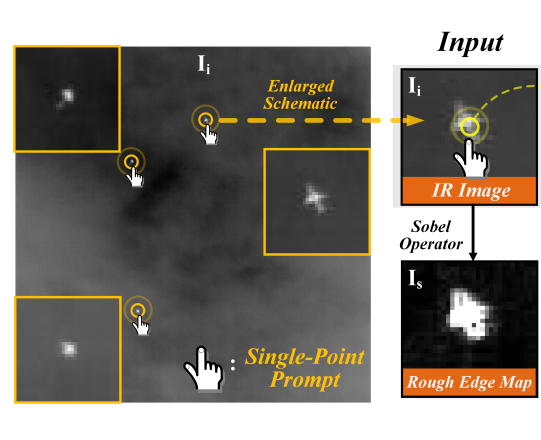 Input
I_i
Enlarged
Schematic
I_i
IR Image
Sobel
Operator
I_s
: Single-Point
Prompt
Rough Edge Map